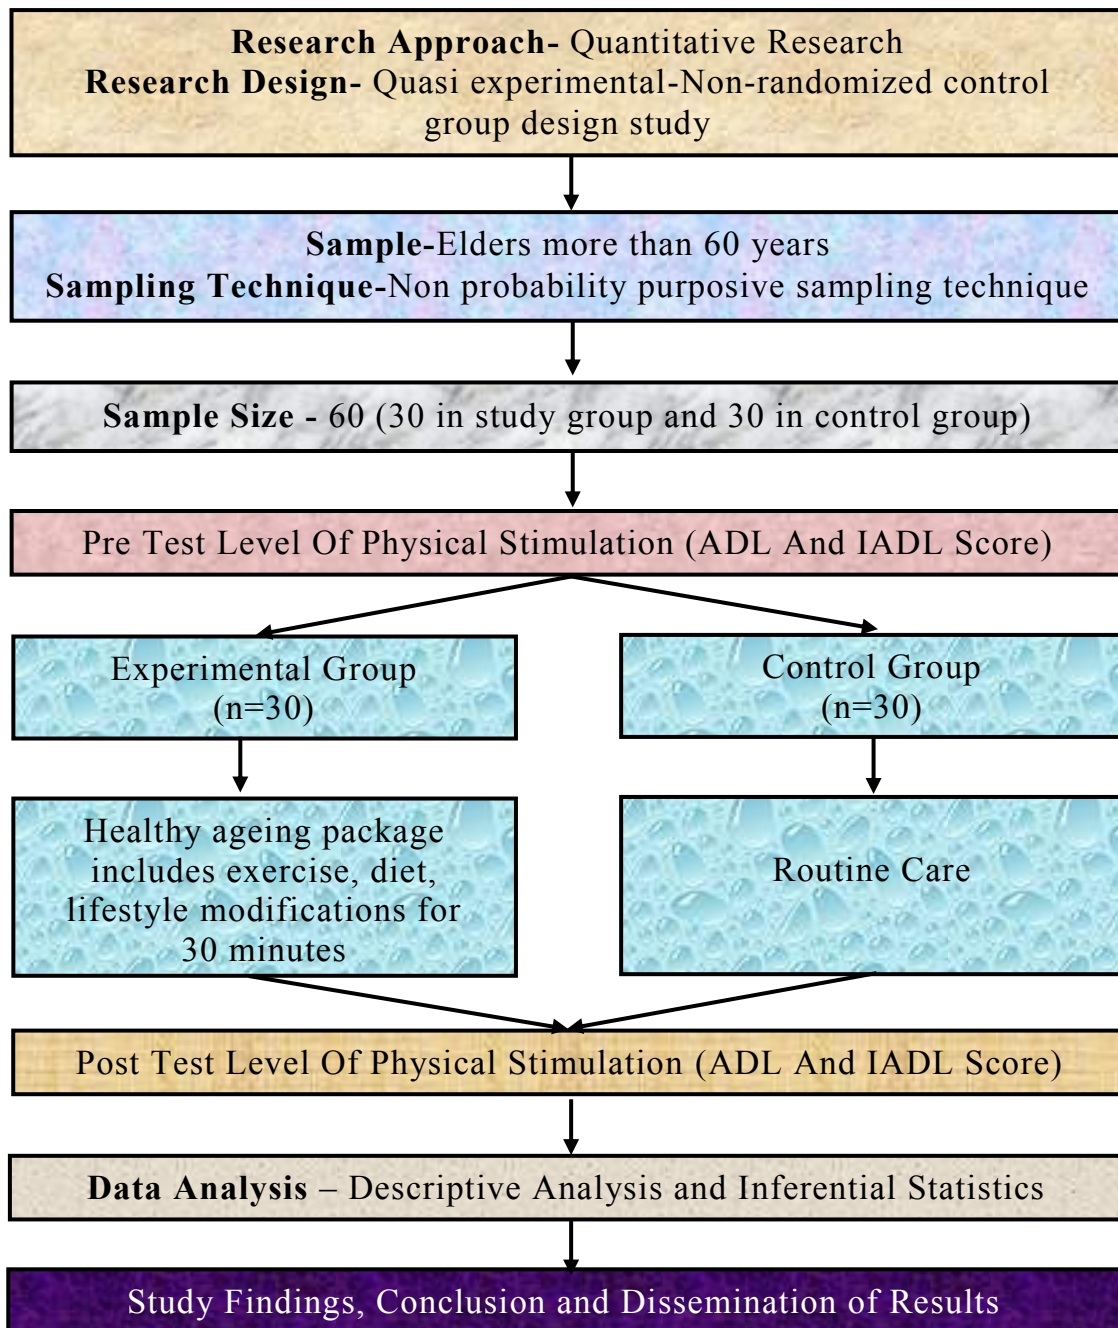 Research Approach- Quantitative Research
Research Design- Quasi experimental-Non-randomized control
group design study
Sample-Elders more than 60 years
Sampling Technique-Non probability purposive sampling technique
Sample Size - 60 (30 in study group and 30 in control group)
Pre Test Level Of Physical Stimulation (ADL And IADL Score)
Experimental Group
(n=30)
Control Group
(n=30)
Healthy ageing package
includes exercise, diet,
lifestyle modifications for
30 minutes
Routine Care
Post Test Level Of Physical Stimulation (ADL And IADL Score)
Data Analysis – Descriptive Analysis and Inferential Statistics
Study Findings, Conclusion and Dissemination of Results